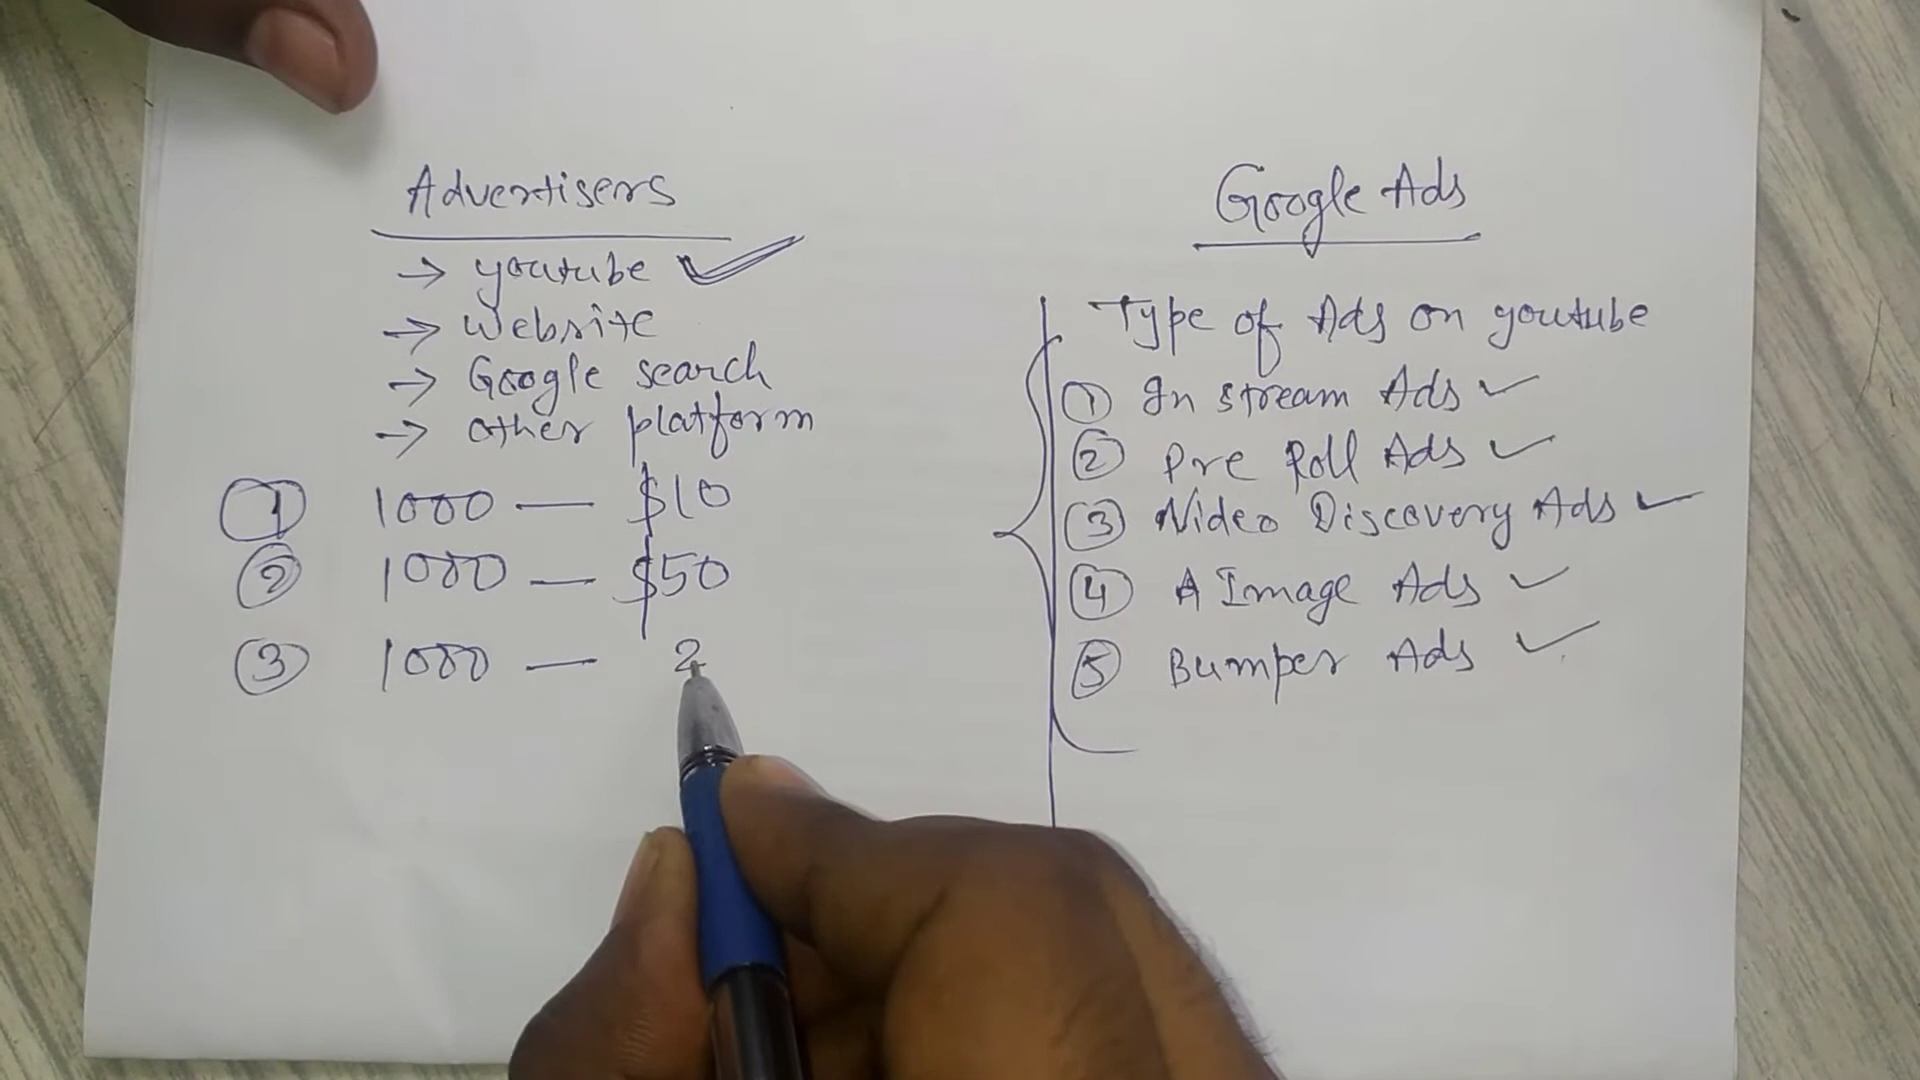 Advertisers
→ youtube ✓
→ Website
→ Google search
→ other platform
① 1000 — $10
② 1000 — $50
③ 1000 — 2
Google Ads
Type of Ads on youtube
① In stream Ads ✓
② Pre Roll Ads ✓
③ Video Discovery Ads ✓
④ A Image Ads ✓
⑤ Bumper Ads ✓